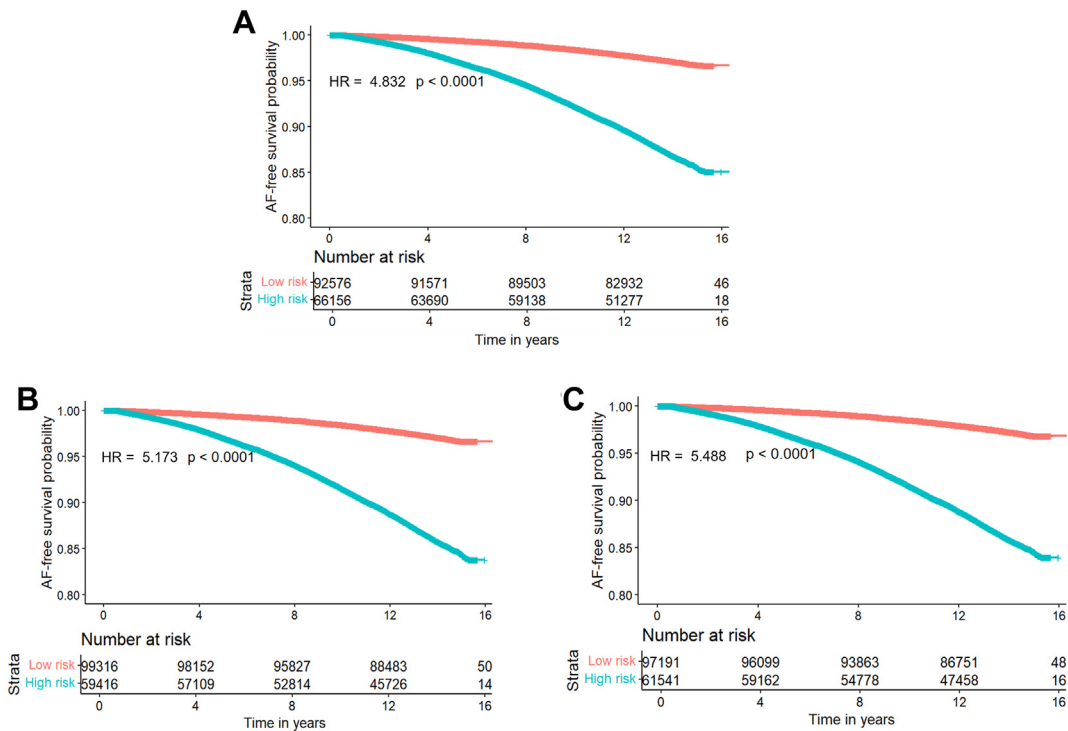 A
1.00
0.95
0.90
0.85
0.80
AF-free survival probability
HR = 4.832 p < 0.0001
0 4 8 12 16
Number at risk
Strata
Low risk 92576 91571 89503 82932 46
High risk 66156 63690 59138 51277 18
0 4 8 12 16
Time in years
B
1.00
0.95
0.90
0.85
0.80
AF-free survival probability
HR = 5.173 p < 0.0001
0 4 8 12 16
Number at risk
Strata
Low risk 99316 98152 95827 88483 50
High risk 59416 57109 52814 45726 14
0 4 8 12 16
Time in years
C
1.00
0.95
0.90
0.85
0.80
AF-free survival probability
HR = 5.488 p < 0.0001
0 4 8 12 16
Number at risk
Strata
Low risk 97191 96099 93863 86751 48
High risk 61541 59162 54778 47458 16
0 4 8 12 16
Time in years